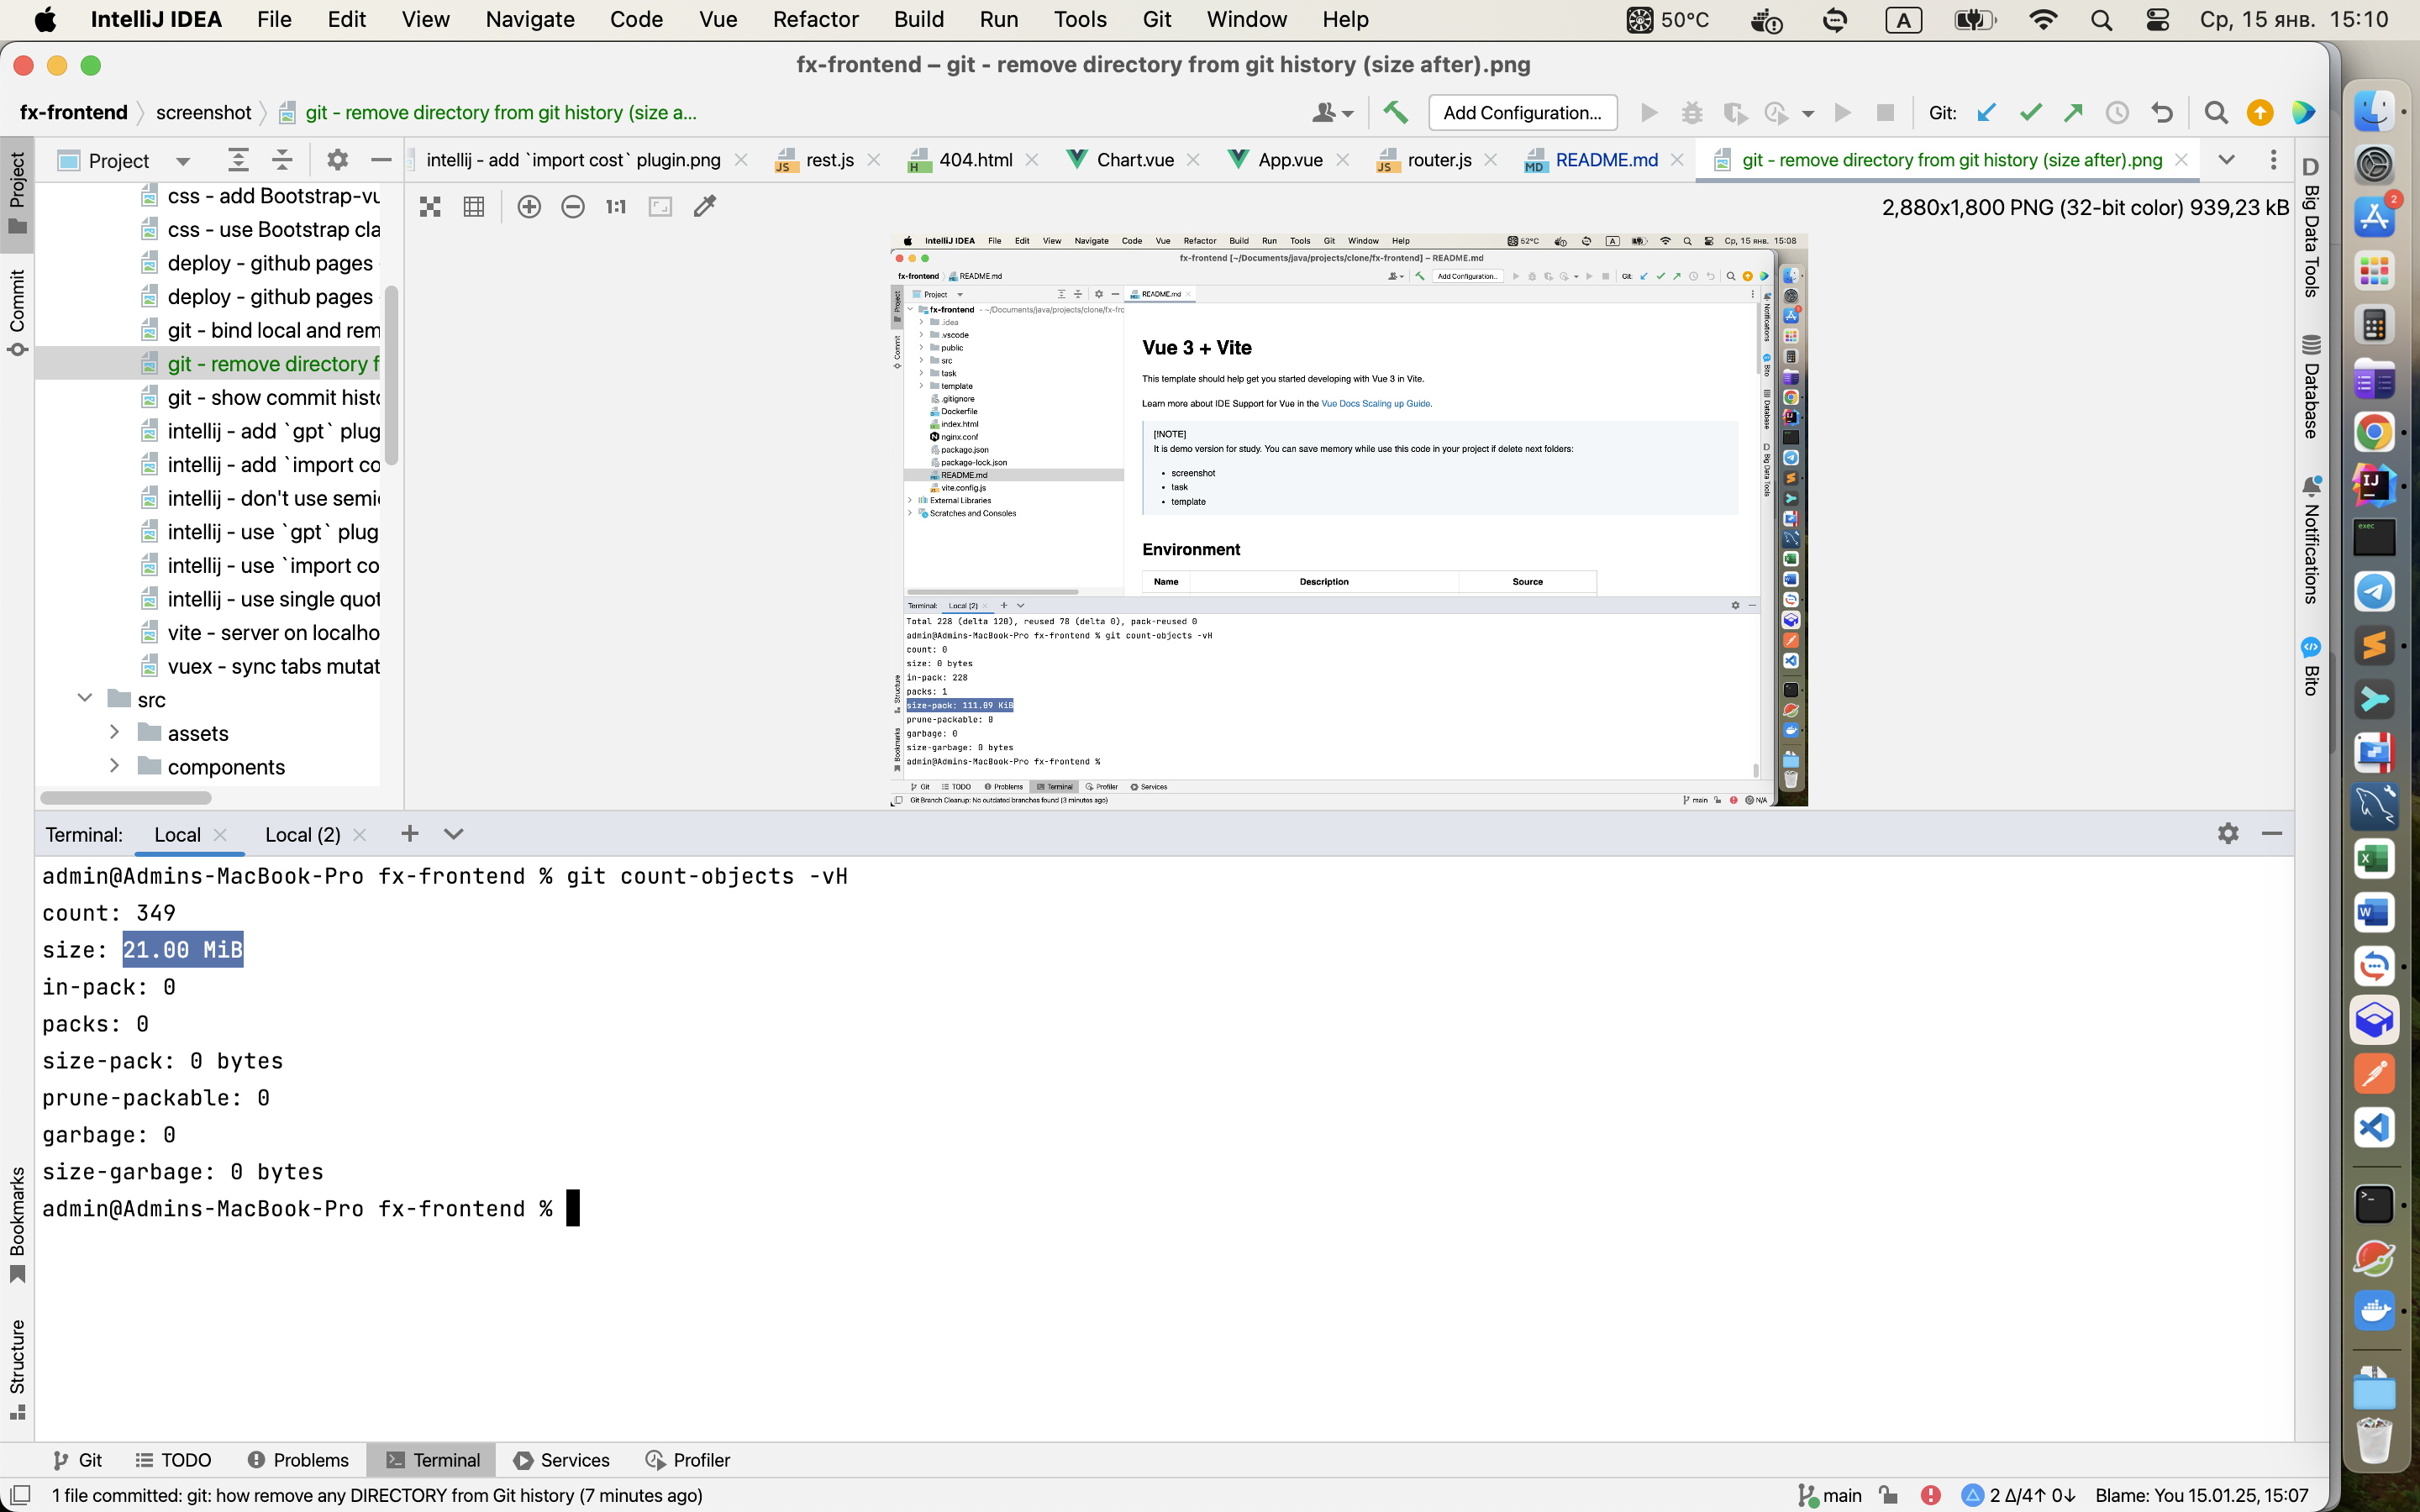 IntelliJ IDEA File Edit View Navigate Code Vue Refactor Build Run Tools Git Window Help 50°C A Ср, 15 янв. 15:10
fx-frontend – git - remove directory from git history (size after).png
fx-frontend screenshot git - remove directory from git history (size a... Add Configuration... Git:
Project intellij - add `import cost` plugin.png rest.js 404.html Chart.vue App.vue router.js README.md git - remove directory from git history (size after).png
2,880x1,800 PNG (32-bit color) 939,23 kB
Project
Commit
Bookmarks
Structure
css - add Bootstrap-vu
css - use Bootstrap cla
deploy - github pages
deploy - github pages
git - bind local and rem
git - remove directory f
git - show commit histo
intellij - add `gpt` plug
intellij - add `import co
intellij - don't use semi
intellij - use `gpt` plug
intellij - use `import co
intellij - use single quot
vite - server on localho
vuex - sync tabs mutat
src
assets
components
IntelliJ IDEA File Edit View Navigate Code Vue Refactor Build Run Tools Git Window Help 52°C A Ср, 15 янв. 15:08
fx-frontend [~/Documents/java/projects/clone/fx-frontend] – README.md
fx-frontend README.md Add Configuration... Git:
Project README.md
fx-frontend ~/Documents/java/projects/clone/fx-fro
.idea
.vscode
public
src
task
template
.gitignore
Dockerfile
index.html
nginx.conf
package.json
package-lock.json
README.md
vite.config.js
External Libraries
Scratches and Consoles
Vue 3 + Vite
This template should help get you started developing with Vue 3 in Vite.
Learn more about IDE Support for Vue in the Vue Docs Scaling up Guide.
[!NOTE]
It is demo version for study. You can save memory while use this code in your project if delete next folders:
• screenshot
• task
• template
Environment
Name Description Source
Terminal: Local (2)
Total 228 (delta 120), reused 78 (delta 0), pack-reused 0
admin@Admins-MacBook-Pro fx-frontend % git count-objects -vH
count: 0
size: 0 bytes
in-pack: 228
packs: 1
size-pack: 111.09 KiB
prune-packable: 0
garbage: 0
size-garbage: 0 bytes
admin@Admins-MacBook-Pro fx-frontend %
Git TODO Problems Terminal Profiler Services
Git Branch Cleanup: No outdated branches found (3 minutes ago) main N/A
Project
Commit
Structure
Bookmarks
Notifications
Bito
Database
Big Data Tools
D
Big Data Tools
Database
Notifications
Bito
Terminal: Local Local (2)
admin@Admins-MacBook-Pro fx-frontend % git count-objects -vH
count: 349
size: 21.00 MiB
in-pack: 0
packs: 0
size-pack: 0 bytes
prune-packable: 0
garbage: 0
size-garbage: 0 bytes
admin@Admins-MacBook-Pro fx-frontend %
Git TODO Problems Terminal Services Profiler
1 file committed: git: how remove any DIRECTORY from Git history (7 minutes ago) main 2 Δ/4↑ 0↓ Blame: You 15.01.25, 15:07
2
IJ
exec